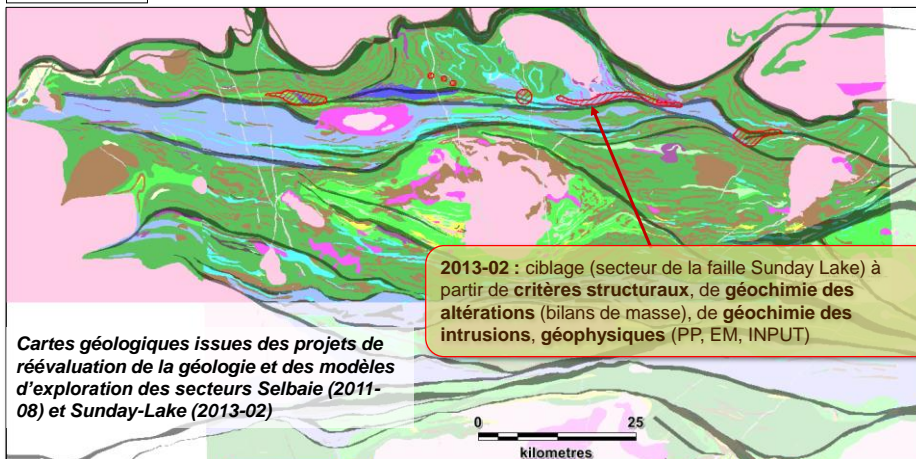 2013-02 : ciblage (secteur de la faille Sunday Lake) à
partir de critères structuraux, de géochimie des
altérations (bilans de masse), de géochimie des
intrusions, géophysiques (PP, EM, INPUT)
Cartes géologiques issues des projets de
réévaluation de la géologie et des modèles
d'exploration des secteurs Selbaie (2011-
08) et Sunday-Lake (2013-02)
0 25
kilometres